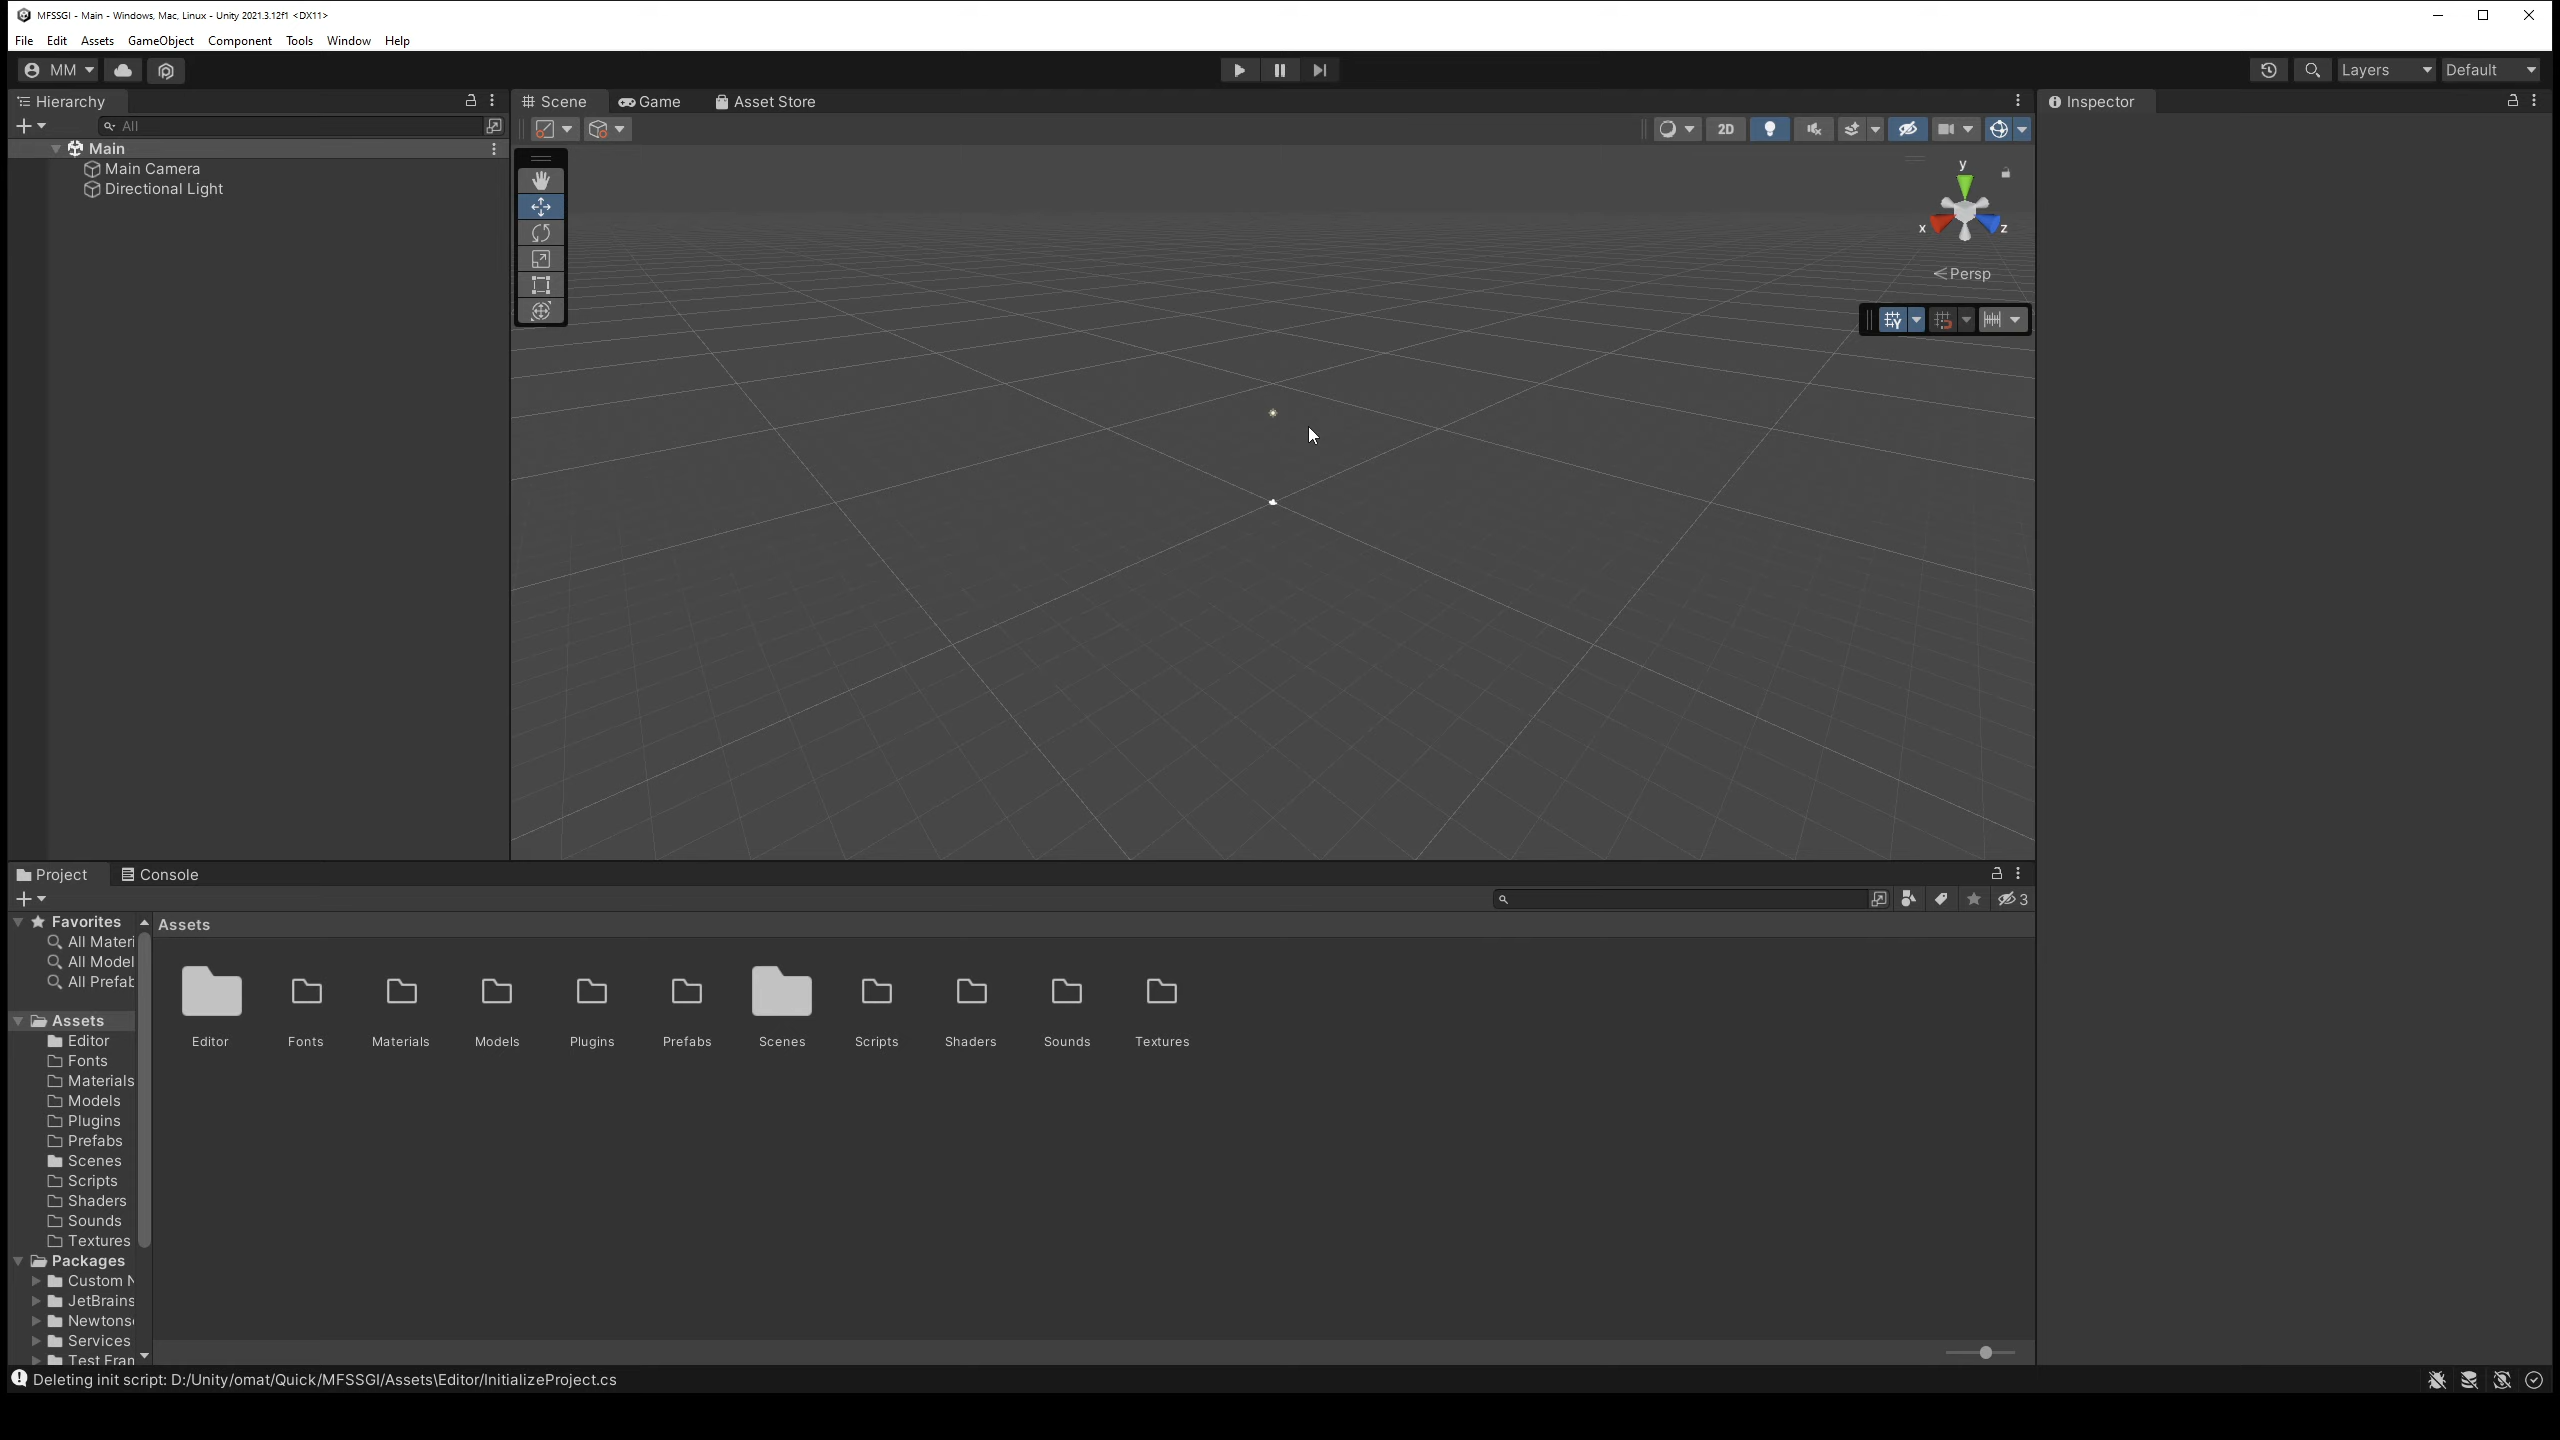 MFSSGI - Main - Windows, Mac, Linux - Unity 2021.3.12f1 <DX11>
File Edit Assets GameObject Component Tools Window Help
MM Layers Default
Hierarchy Scene Game Asset Store Inspector
All 2D
Main
Main Camera
Directional Light
y
x z
Persp
Project Console
3
Favorites Assets
All Materi
All Model
All Prefab
Editor Fonts Materials Models Plugins Prefabs Scenes Scripts Shaders Sounds Textures
Assets
Editor
Fonts
Materials
Models
Plugins
Prefabs
Scenes
Scripts
Shaders
Sounds
Textures
Packages
Custom N
JetBrains
Newtonso
Services
Test Fram
Deleting init script: D:/Unity/omat/Quick/MFSSGI/Assets\Editor/InitializeProject.cs